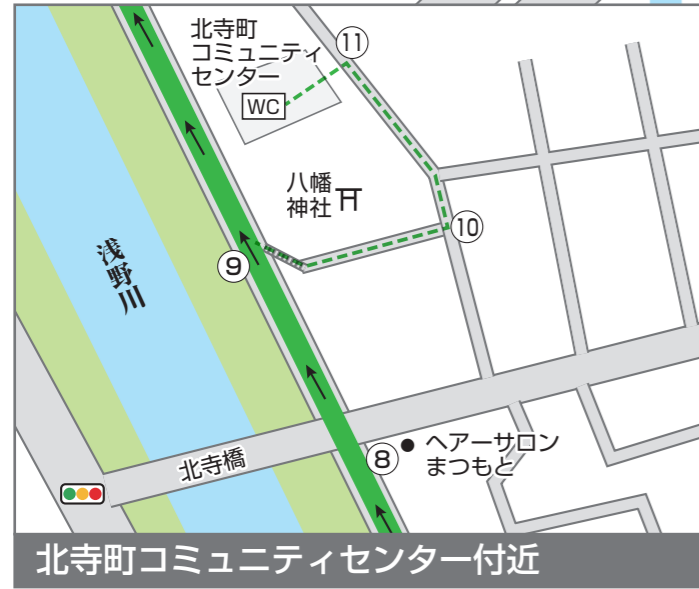 北寺町
コミュニティ
センター
WC
⑪
八幡
神社
⑩
⑨
浅野川
⑧
ヘアーサロン
まつもと
北寺橋
北寺町コミュニティセンター付近